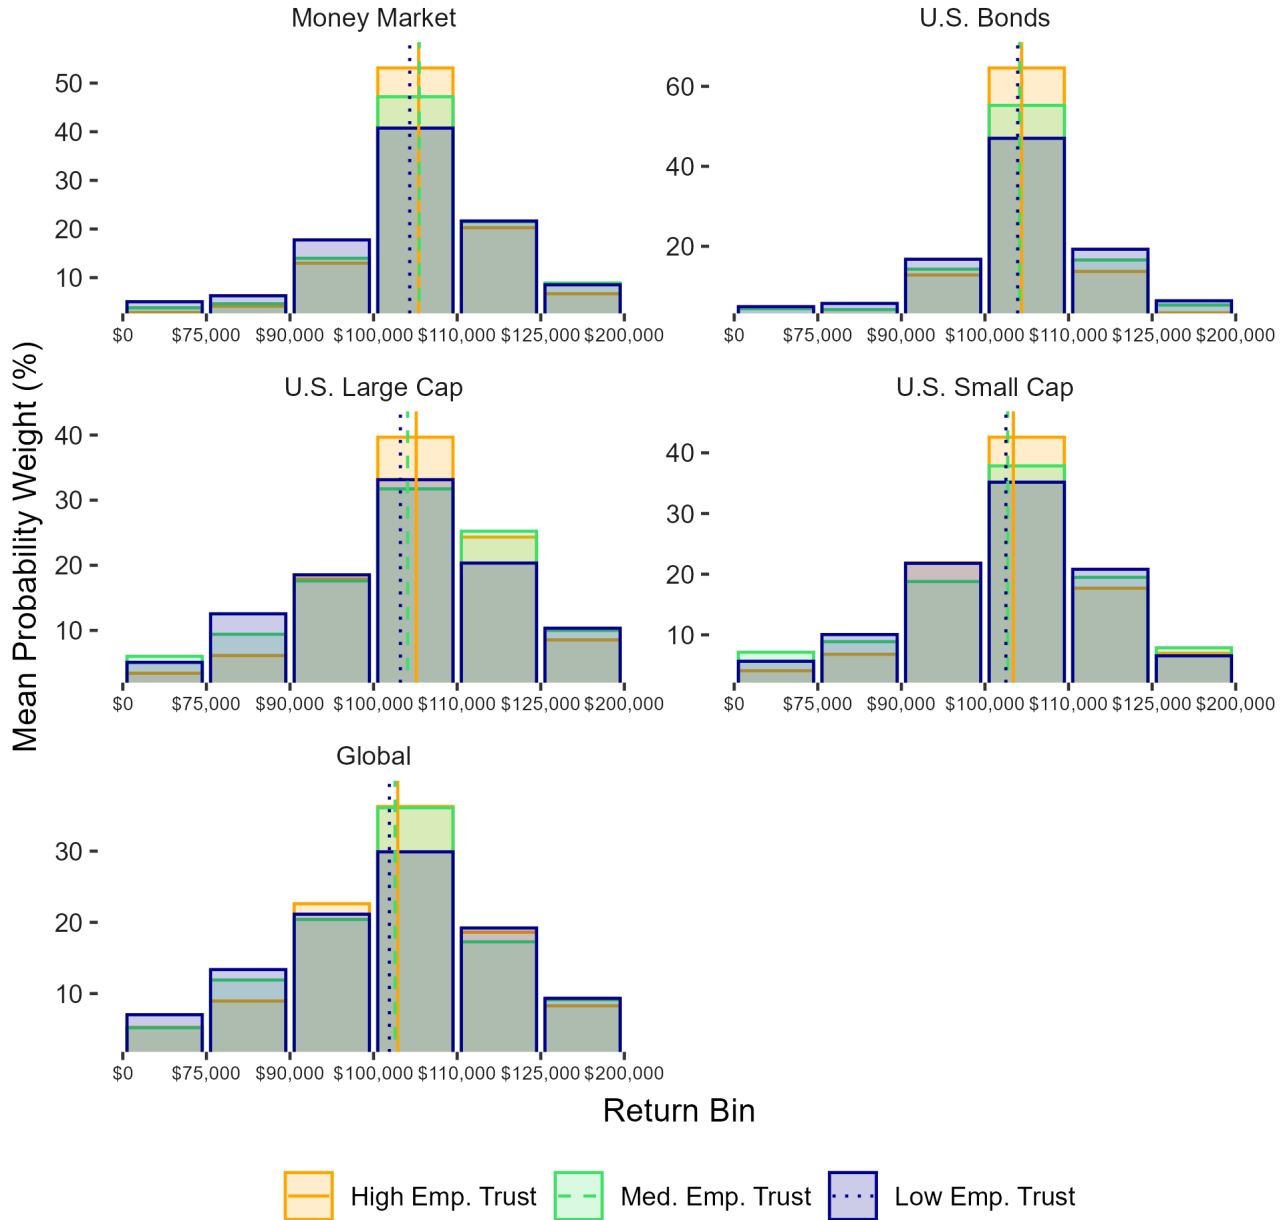 Money Market
U.S. Bonds
50
40
30
20
10
60
40
20
$0 $75,000 $90,000 $100,000 $110,000 $125,000 $200,000
$0 $75,000 $90,000 $100,000 $110,000 $125,000 $200,000
Mean Probability Weight (%)
U.S. Large Cap
U.S. Small Cap
40
30
20
10
40
30
20
10
$0 $75,000 $90,000 $100,000 $110,000 $125,000 $200,000
$0 $75,000 $90,000 $100,000 $110,000 $125,000 $200,000
Global
30
20
10
$0 $75,000 $90,000 $100,000 $110,000 $125,000 $200,000
Return Bin
High Emp. Trust
Med. Emp. Trust
Low Emp. Trust